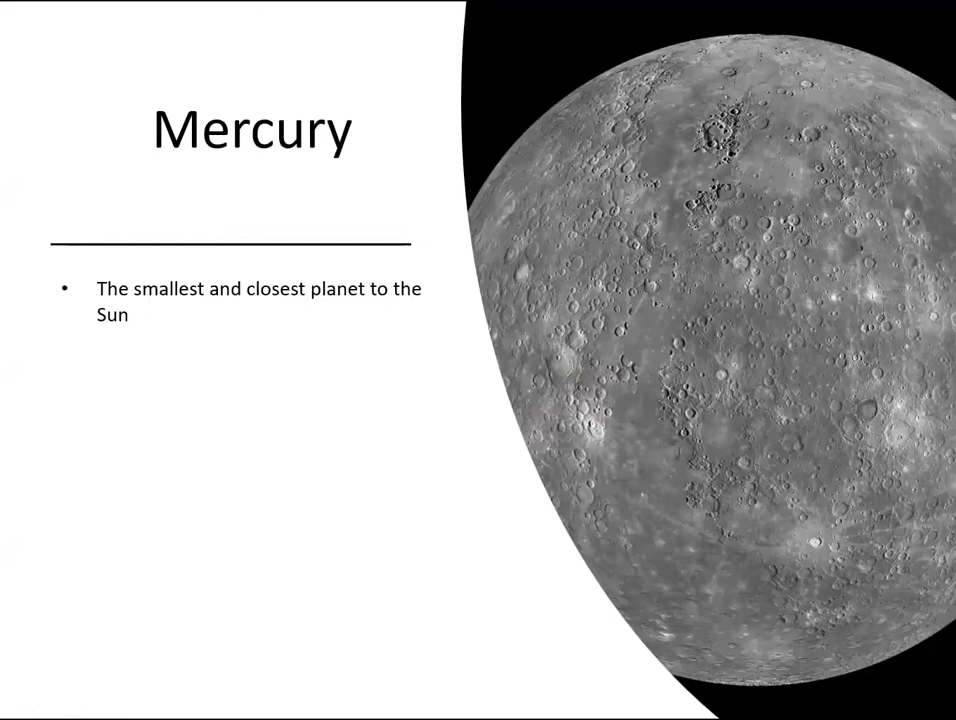 Mercury
• The smallest and closest planet to the
Sun